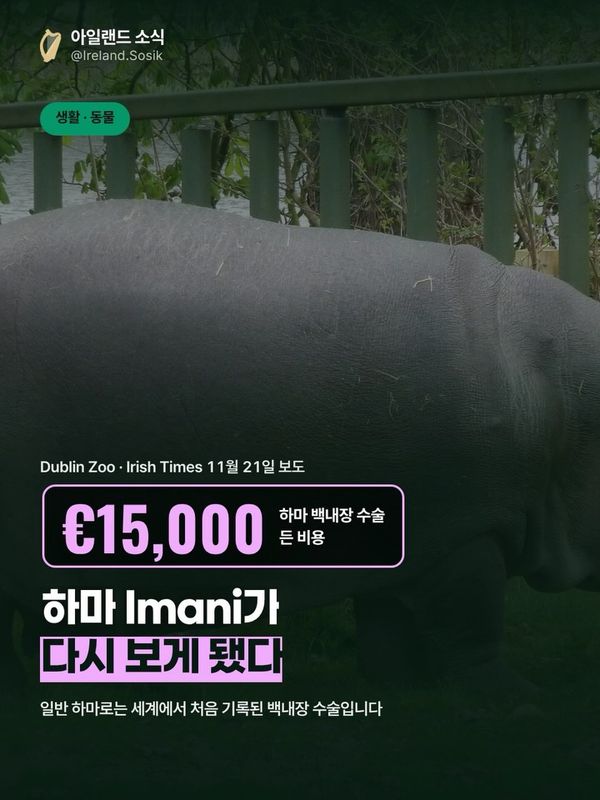 아일랜드 소식
@Ireland.Sosik
생활 · 동물
Dublin Zoo · Irish Times 11월 21일 보도
€15,000
하마 백내장 수술
든 비용
하마 Imani가
다시 보게 됐다
일반 하마로는 세계에서 처음 기록된 백내장 수술입니다